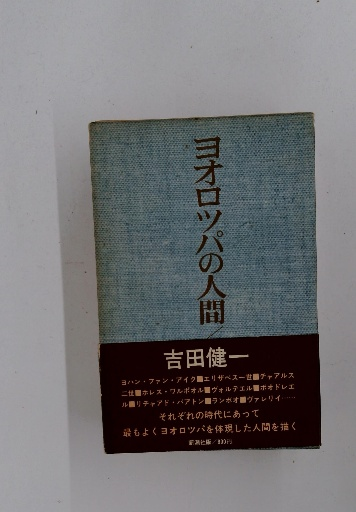 ヨオロツパの人間
吉田健一
ヨハン・ファン・アイク■エリザベス一世■チャアルス
二世■ホレス・ワルポオル■ヴォルテエル■ボオドレエ
ル■リチャアド・バアトン■ランボオ■ヴァレリイ……
それぞれの時代にあって
最もよくヨオロツパを体現した人間を描く
新潮社版/830円